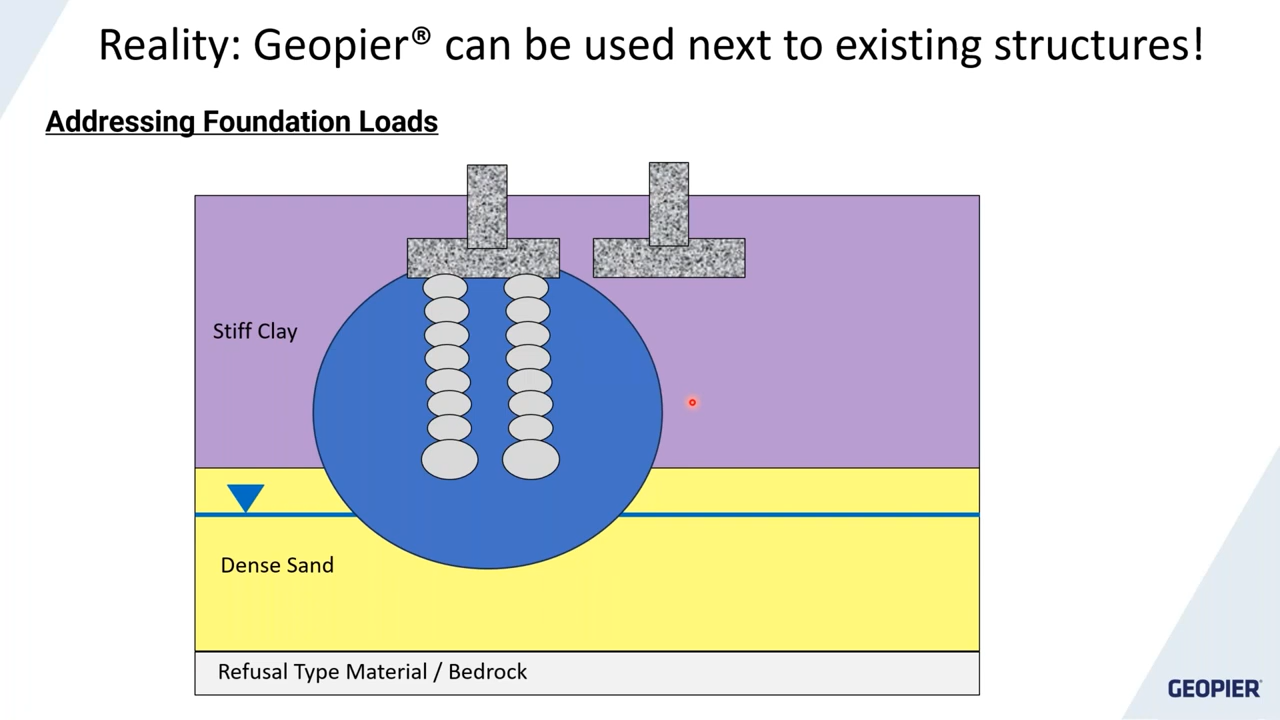 Reality: Geopier® can be used next to existing structures!
Addressing Foundation Loads
Stiff Clay
Dense Sand
Refusal Type Material / Bedrock
GEOPIER®